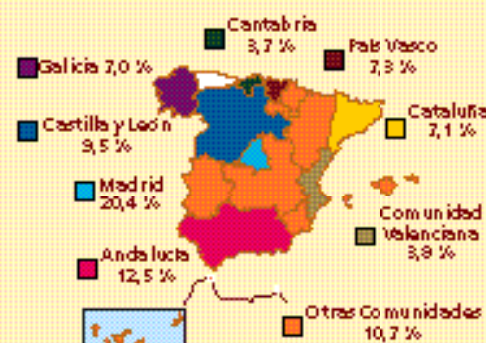 Cantabria
3,7 %
País Vasco
7,3 %
Galicia 7,0 %
Cataluña
7,1 %
Castilla y León
9,5 %
Madrid
20,4 %
Comunidad
Valenciana
3,9 %
Andalucía
12,5 %
Otras Comunidades
10,7 %